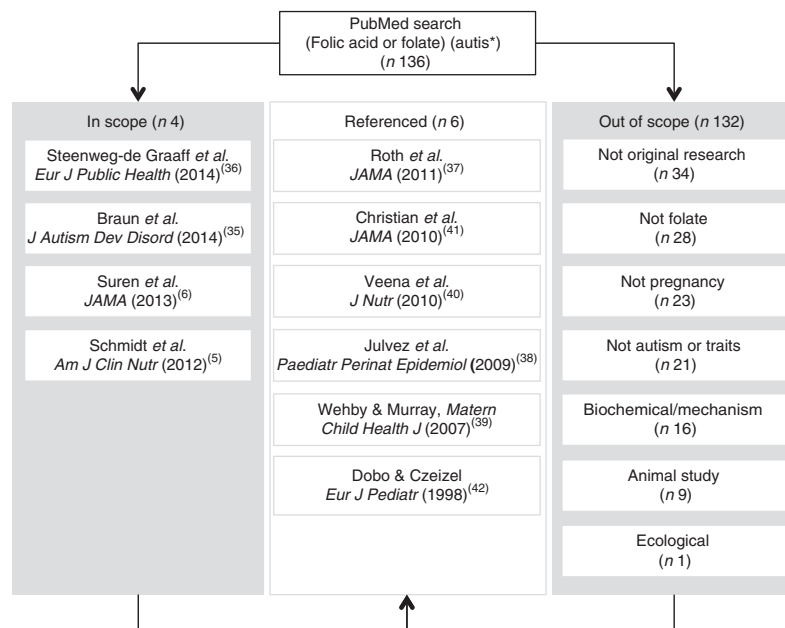 PubMed search
(Folic acid or folate) (autis*)
(n 136)
In scope (n 4)
Steenweg-de Graaff et al.
Eur J Public Health (2014)(36)
Braun et al.
J Autism Dev Disord (2014)(35)
Suren et al.
JAMA (2013)(6)
Schmidt et al.
Am J Clin Nutr (2012)(5)
Referenced (n 6)
Roth et al.
JAMA (2011)(37)
Christian et al.
JAMA (2010)(41)
Veena et al.
J Nutr (2010)(40)
Julvez et al.
Paediatr Perinat Epidemiol (2009)(38)
Wehby & Murray, Matern
Child Health J (2007)(39)
Dobo & Czeizel
Eur J Pediatr (1998)(42)
Out of scope (n 132)
Not original research
(n 34)
Not folate
(n 28)
Not pregnancy
(n 23)
Not autism or traits
(n 21)
Biochemical/mechanism
(n 16)
Animal study
(n 9)
Ecological
(n 1)